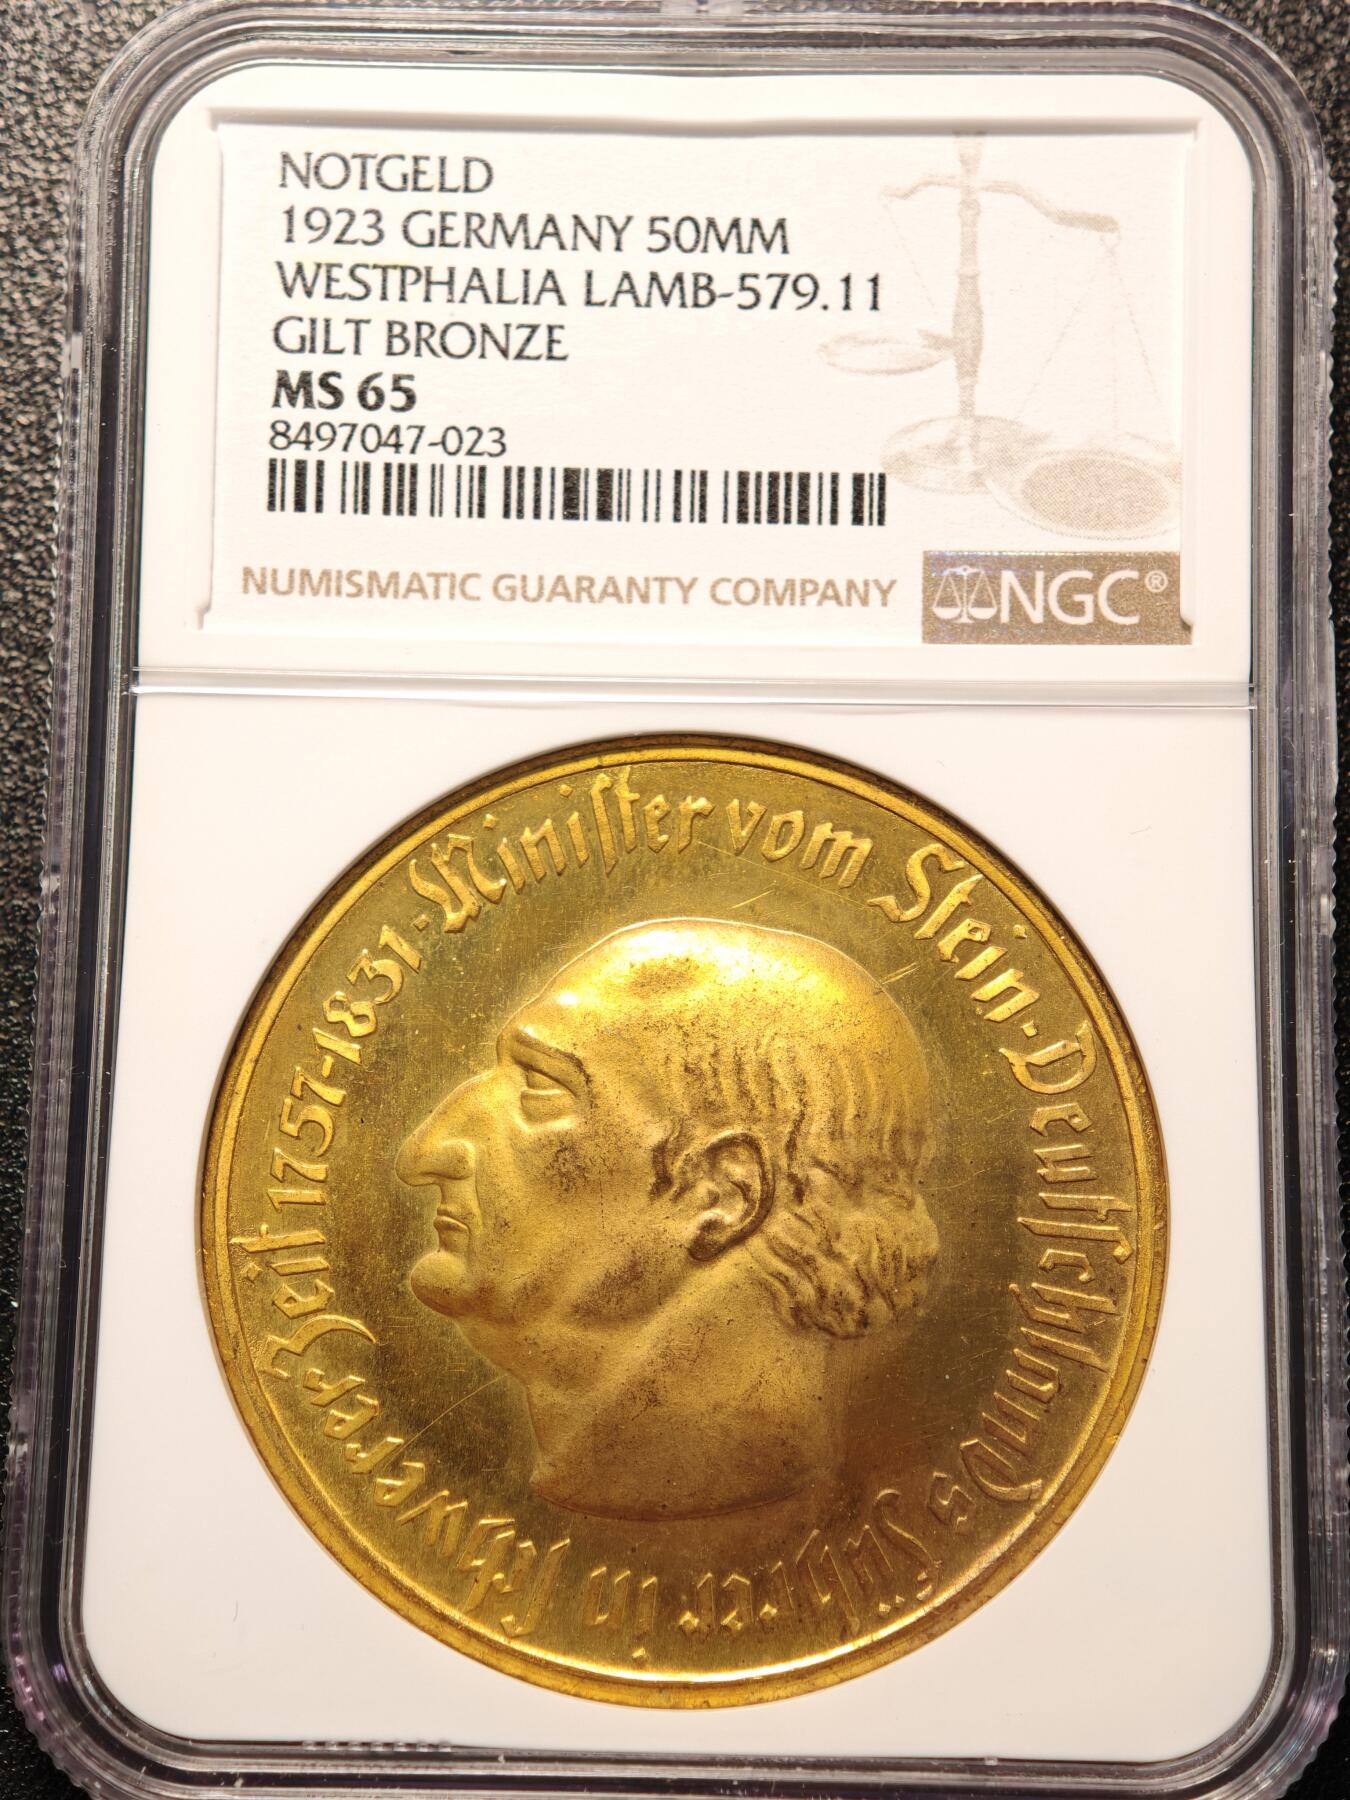 NOTGELD
1923 GERMANY 50MM
WESTPHALIA LAMB-579.11
GILT BRONZE
MS 65
8497047-023
NUMISMATIC GUARANTY COMPANY
NGC®
Minister vom Stein · Deutschlands Führer in schwerer Zeit 1757-1831 ·